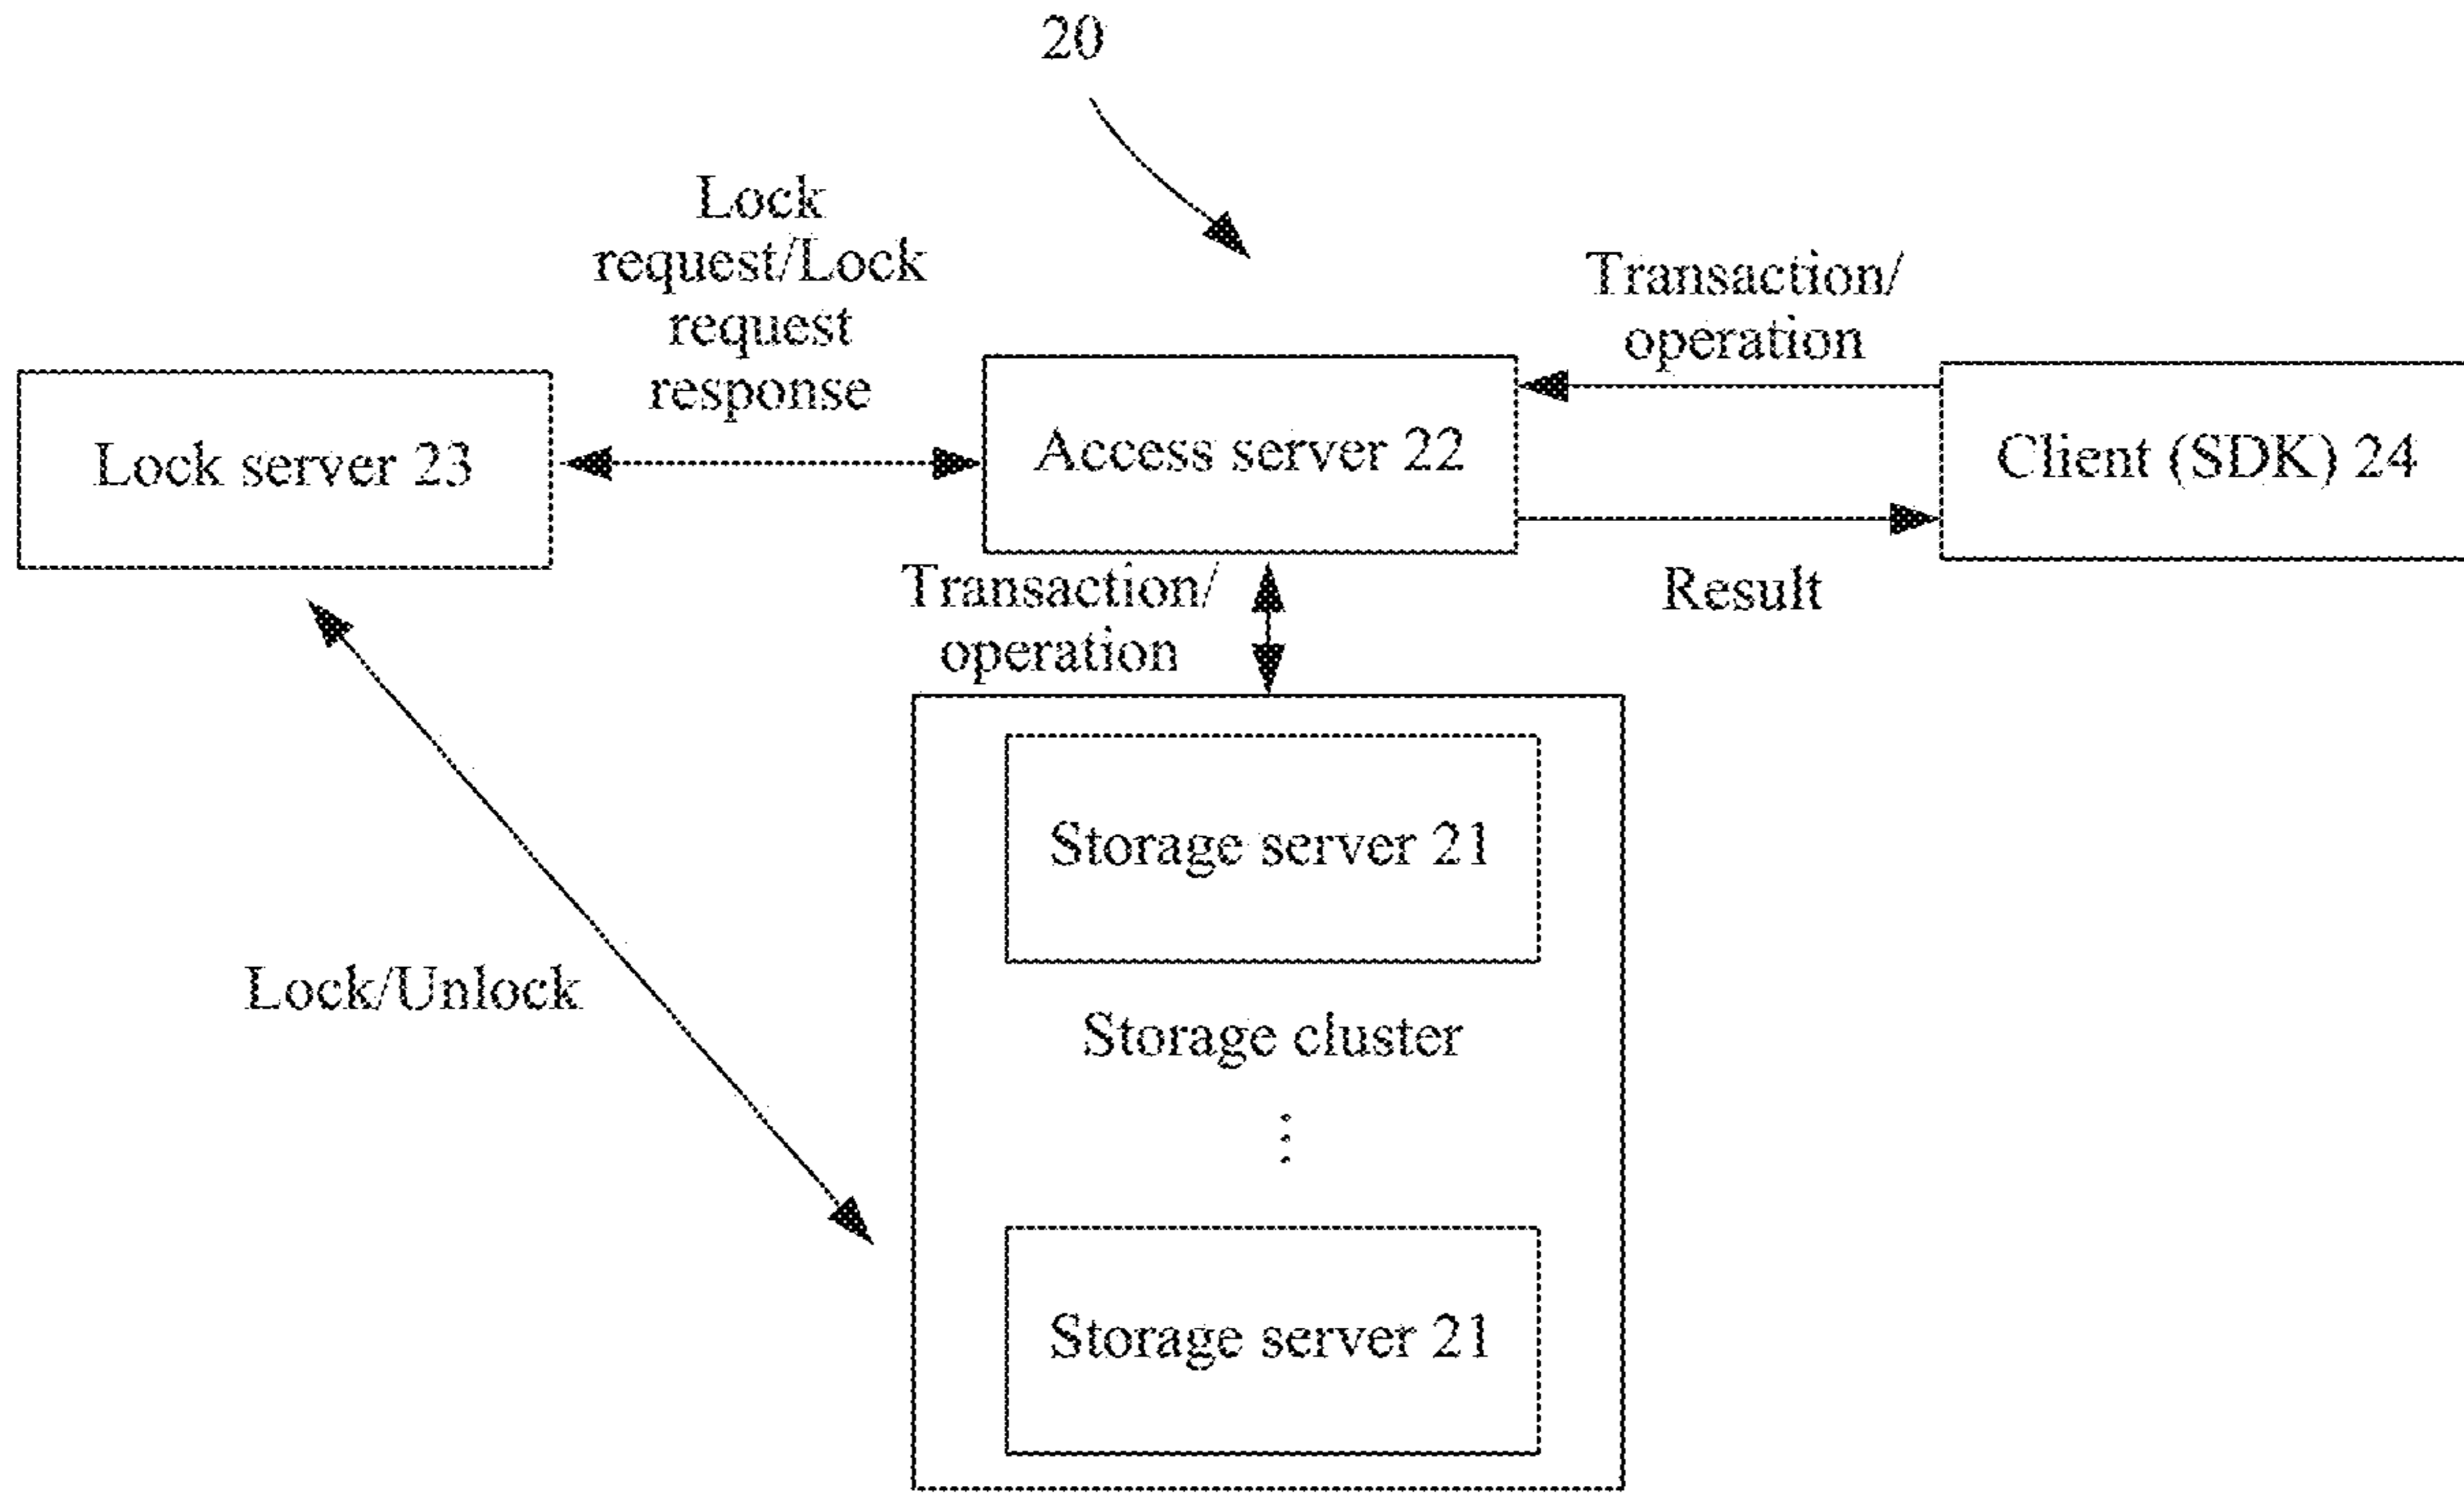 20
Lock
request/Lock
request
response
Transaction/
operation
Lock server 23
Access server 22
Client (SDK) 24
Transaction/
operation
Result
Storage server 21
Lock/Unlock
Storage cluster
⋮
Storage server 21